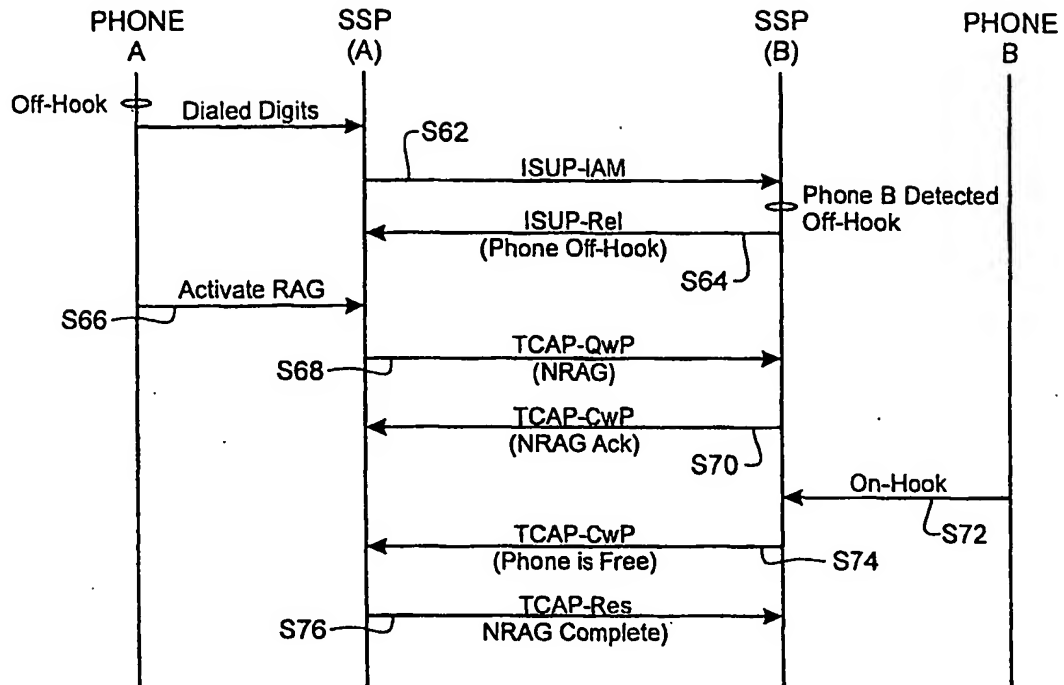 PHONE
A
SSP
(A)
SSP
(B)
PHONE
B
Off-Hook
Dialed Digits
S62
ISUP-IAM
Phone B Detected
Off-Hook
ISUP-Rel
(Phone Off-Hook)
S64
Activate RAG
S66
TCAP-QwP
(NRAG)
S68
TCAP-CwP
(NRAG Ack)
S70
On-Hook
S72
TCAP-CwP
(Phone is Free)
S74
TCAP-Res
NRAG Complete)
S76